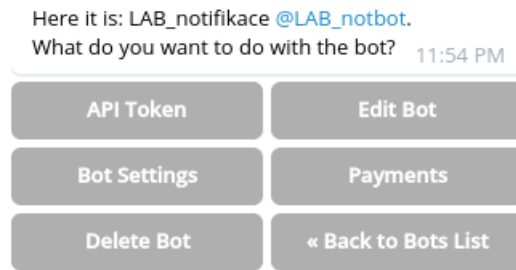 Here it is: LAB_notifikace @LAB_notbot.
What do you want to do with the bot? 11:54 PM
API Token
Edit Bot
Bot Settings
Payments
Delete Bot
« Back to Bots List